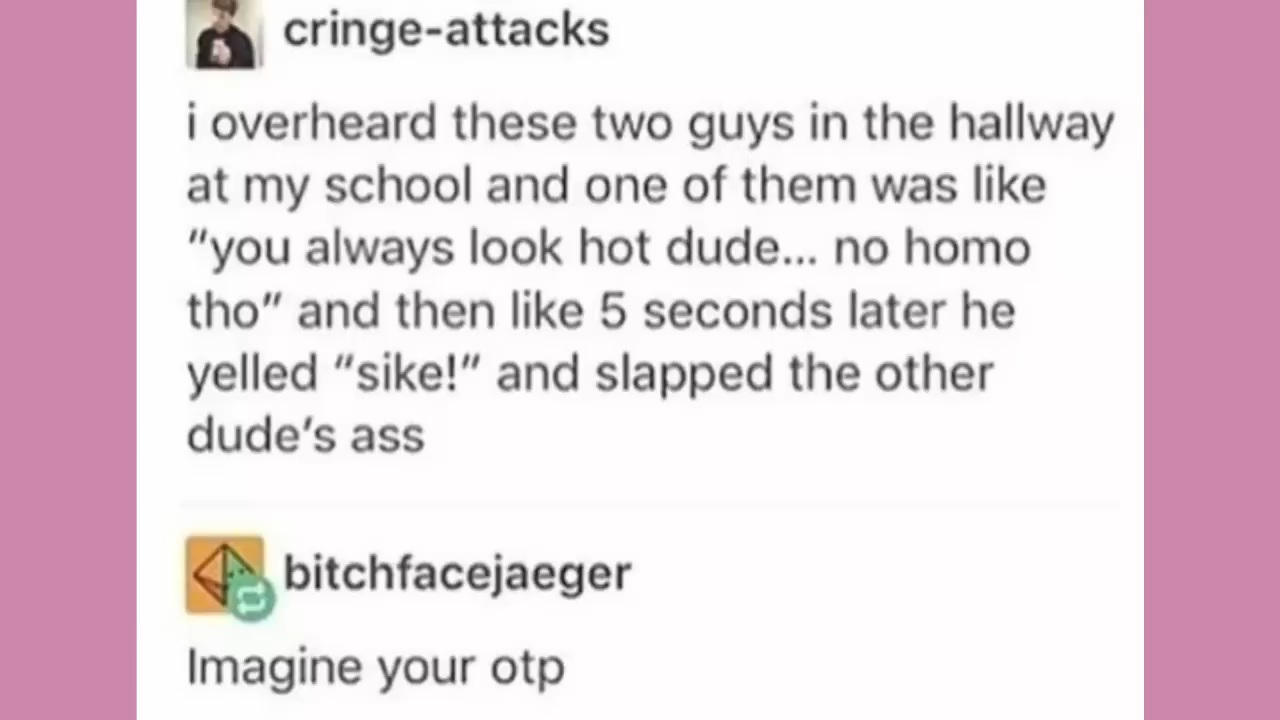 cringe-attacks
i overheard these two guys in the hallway
at my school and one of them was like
“you always look hot dude... no homo
tho” and then like 5 seconds later he
yelled “sike!” and slapped the other
dude’s ass
bitchfacejaeger
Imagine your otp